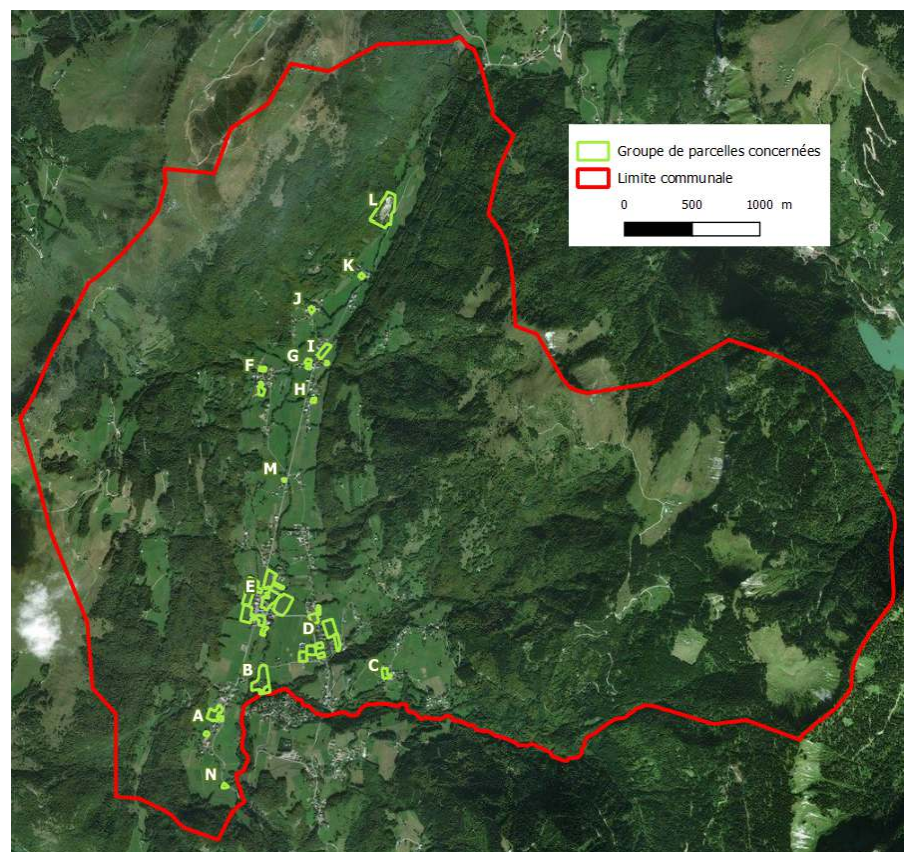 Groupe de parcelles concernées
Limite communale
0 500 1000 m
L
K
J
I
G
F
H
M
E
D
C
B
A
N